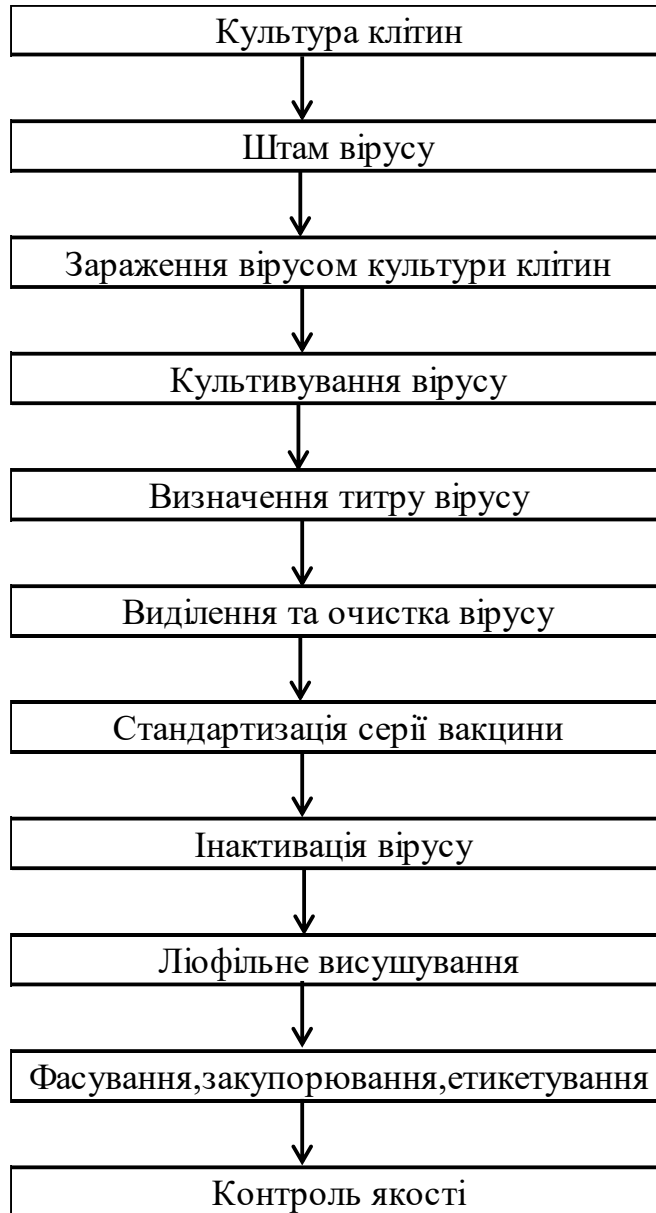 Культура клітин
Штам вірусу
Зараження вірусом культури клітин
Культивування вірусу
Визначення титру вірусу
Виділення та очистка вірусу
Стандартизація серії вакцини
Інактивація вірусу
Ліофільне висушування
Фасування,закупорювання,етикетування
Контроль якості